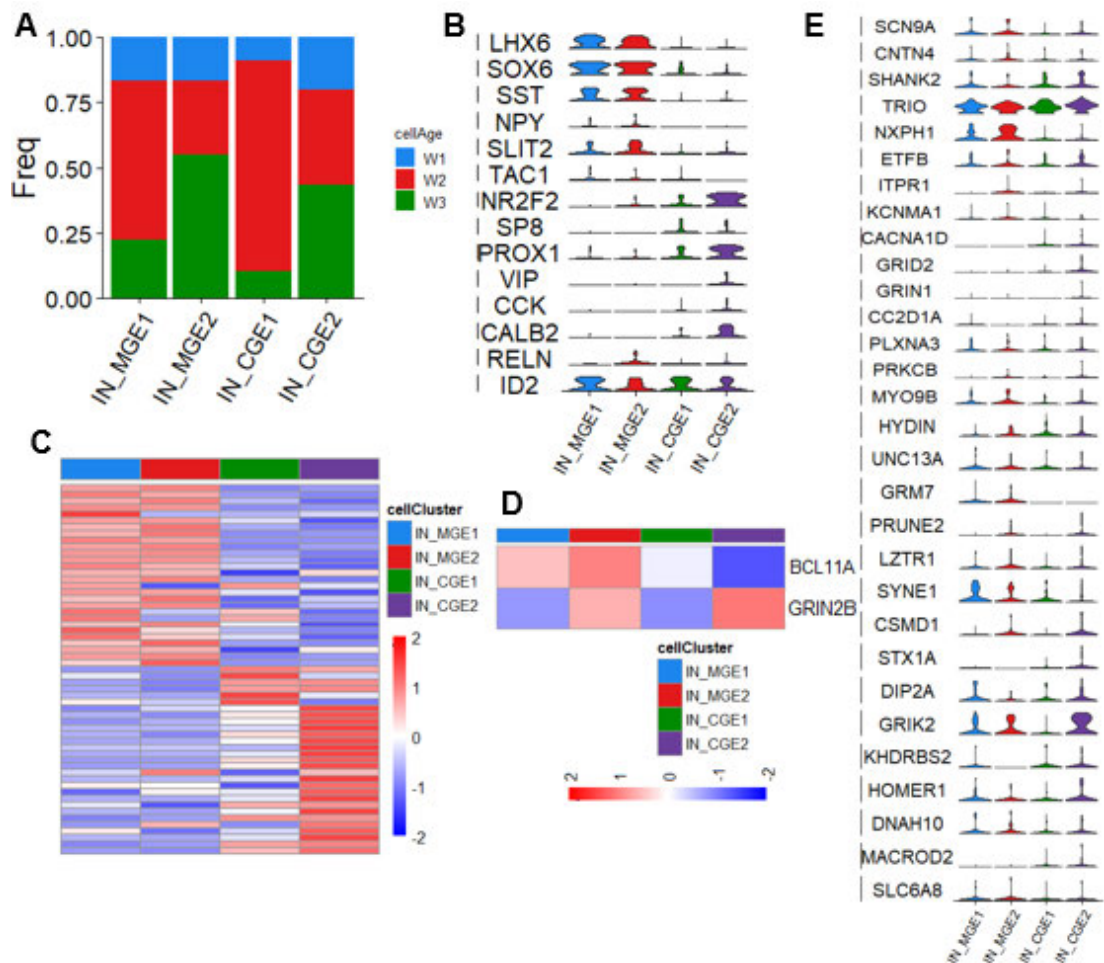 A
Freq
1.00
0.75
0.50
0.25
0.00
IN_MGE1
IN_MGE2
IN_CGE1
IN_CGE2
cellAge
W1
W2
W3
B
LHX6
SOX6
SST
NPY
SLIT2
TAC1
NR2F2
SP8
PROX1
VIP
CCK
CALB2
RELN
ID2
IN_MGE1
IN_MGE2
IN_CGE1
IN_CGE2
C
cellCluster
IN_MGE1
IN_MGE2
IN_CGE1
IN_CGE2
2
1
0
-1
-2
D
BCL11A
GRIN2B
cellCluster
IN_MGE1
IN_MGE2
IN_CGE1
IN_CGE2
2
1
0
-1
-2
E
SCN9A
CNTN4
SHANK2
TRIO
NXPH1
ETFB
ITPR1
KCNMA1
CACNA1D
GRID2
GRIN1
CC2D1A
PLXNA3
PRKCB
MYO9B
HYDIN
UNC13A
GRM7
PRUNE2
LZTR1
SYNE1
CSMD1
STX1A
DIP2A
GRIK2
KHDRBS2
HOMER1
DNAH10
MACROD2
SLC6A8
IN_MGE1
IN_MGE2
IN_CGE1
IN_CGE2